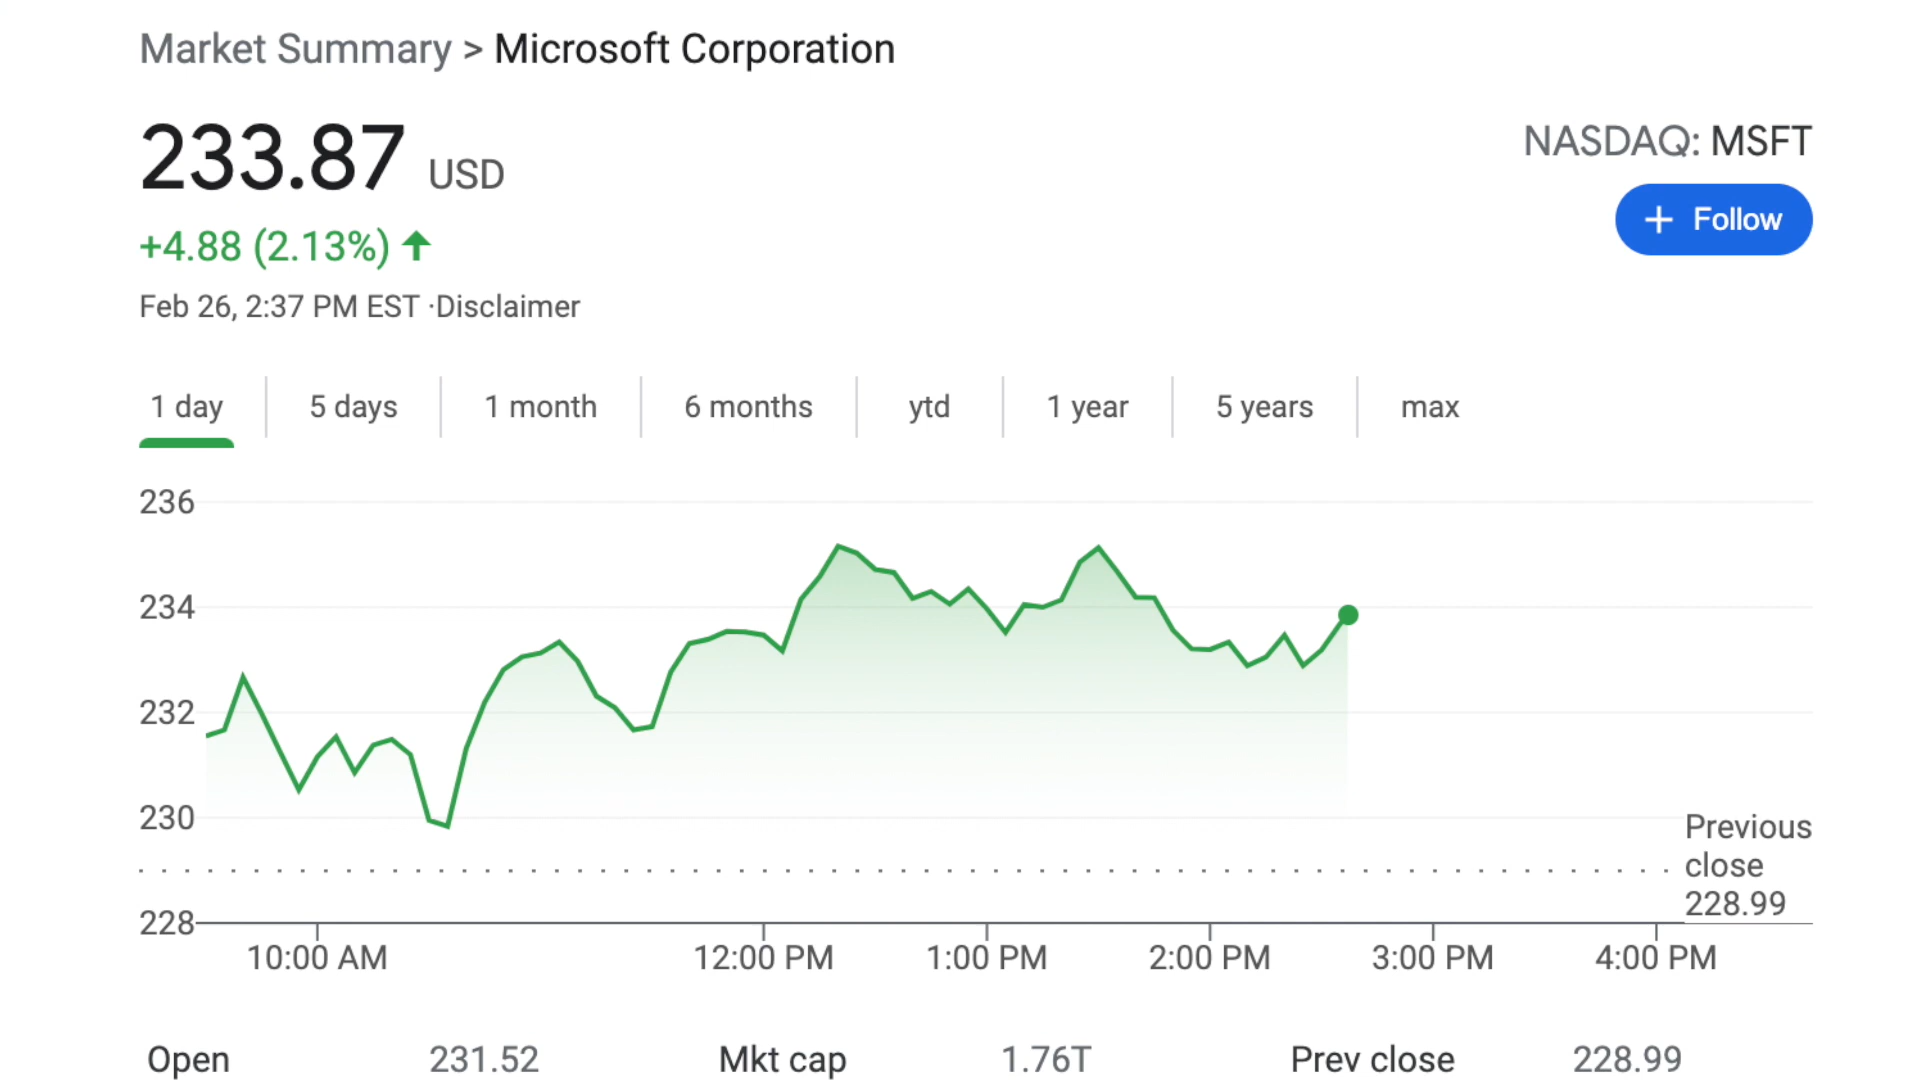 Market Summary > Microsoft Corporation
233.87 USD
NASDAQ: MSFT
+ Follow
+4.88 (2.13%)
Feb 26, 2:37 PM EST ·Disclaimer
1 day 5 days 1 month 6 months ytd 1 year 5 years max
236
234
232
230
228
Previous
close
228.99
10:00 AM 12:00 PM 1:00 PM 2:00 PM 3:00 PM 4:00 PM
Open 231.52 Mkt cap 1.76T Prev close 228.99